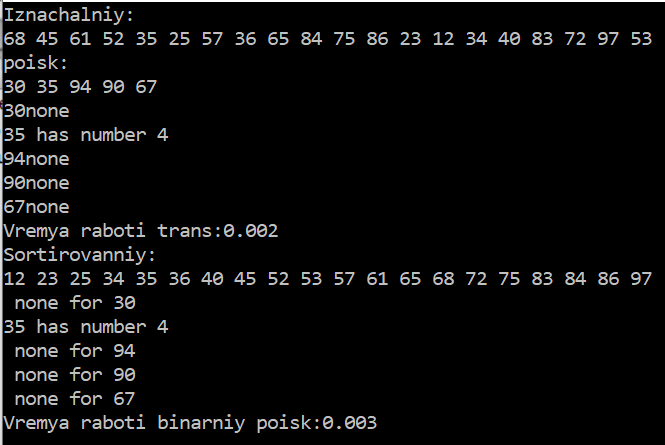 Iznachalniy:
68 45 61 52 35 25 57 36 65 84 75 86 23 12 34 40 83 72 97 53
poisk:
30 35 94 90 67
30none
35 has number 4
94none
90none
67none
Vremya raboti trans:0.002
Sortirovanniy:
12 23 25 34 35 36 40 45 52 53 57 61 65 68 72 75 83 84 86 97
 none for 30
35 has number 4
 none for 94
 none for 90
 none for 67
Vremya raboti binarniy poisk:0.003